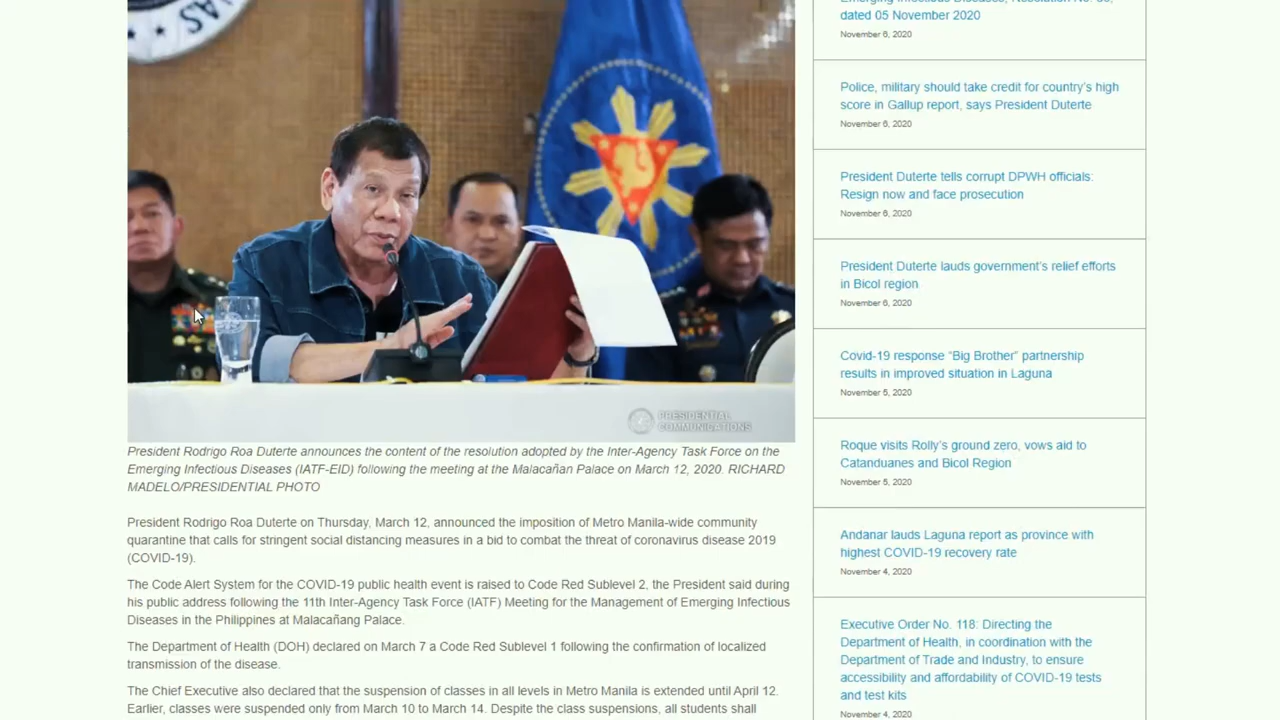 NAS
PRESIDENTIAL
COMMUNICATIONS
President Rodrigo Roa Duterte announces the content of the resolution adopted by the Inter-Agency Task Force on the
Emerging Infectious Diseases (IATF-EID) following the meeting at the Malacañan Palace on March 12, 2020. RICHARD
MADELO/PRESIDENTIAL PHOTO
President Rodrigo Roa Duterte on Thursday, March 12, announced the imposition of Metro Manila-wide community
quarantine that calls for stringent social distancing measures in a bid to combat the threat of coronavirus disease 2019
(COVID-19).
The Code Alert System for the COVID-19 public health event is raised to Code Red Sublevel 2, the President said during
his public address following the 11th Inter-Agency Task Force (IATF) Meeting for the Management of Emerging Infectious
Diseases in the Philippines at Malacañang Palace.
The Department of Health (DOH) declared on March 7 a Code Red Sublevel 1 following the confirmation of localized
transmission of the disease.
The Chief Executive also declared that the suspension of classes in all levels in Metro Manila is extended until April 12.
Earlier, classes were suspended only from March 10 to March 14. Despite the class suspensions, all students shall
dated 05 November 2020
November 6, 2020
Police, military should take credit for country's high
score in Gallup report, says President Duterte
November 6, 2020
President Duterte tells corrupt DPWH officials:
Resign now and face prosecution
November 6, 2020
President Duterte lauds government's relief efforts
in Bicol region
November 6, 2020
Covid-19 response "Big Brother" partnership
results in improved situation in Laguna
November 5, 2020
Roque visits Rolly's ground zero, vows aid to
Catanduanes and Bicol Region
November 5, 2020
Andanar lauds Laguna report as province with
highest COVID-19 recovery rate
November 4, 2020
Executive Order No. 118: Directing the
Department of Health, in coordination with the
Department of Trade and Industry, to ensure
accessibility and affordability of COVID-19 tests
and test kits
November 4, 2020